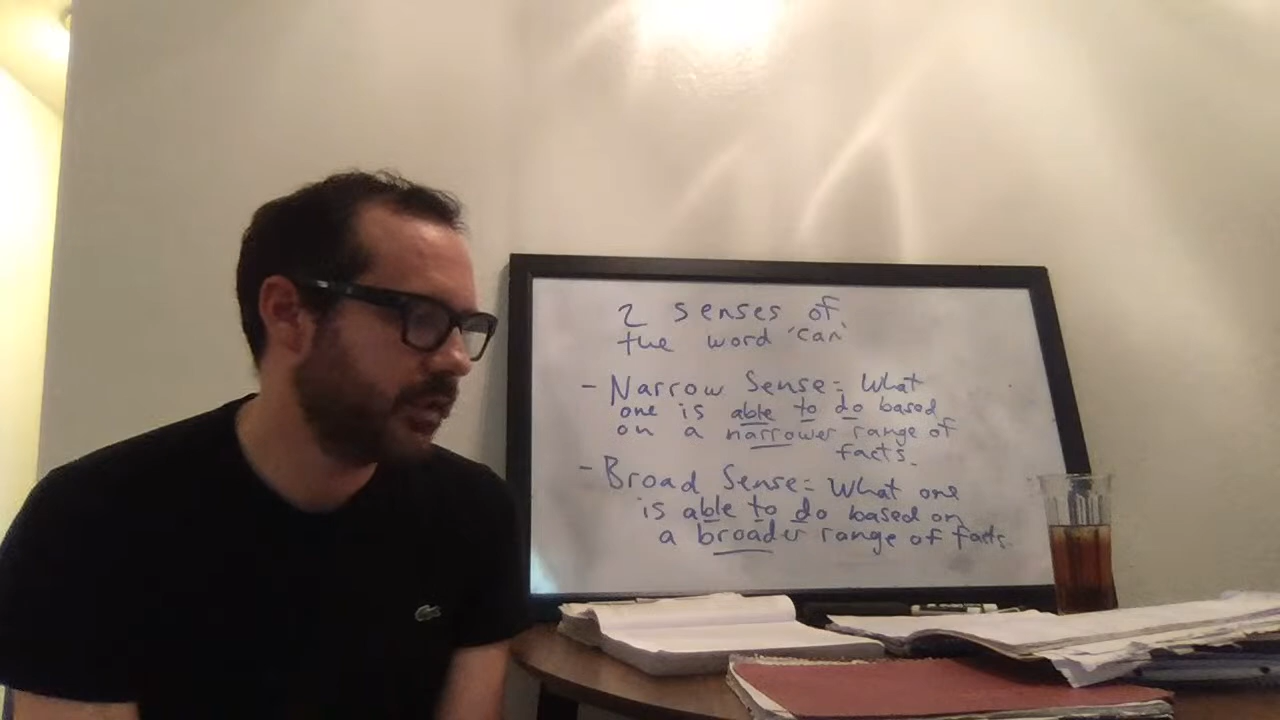 2 senses of
the word 'can'
- Narrow Sense = What
one is able to do based
on a narrower range of
facts.
- Broad Sense = What one
is able to do based on
a broader range of facts.